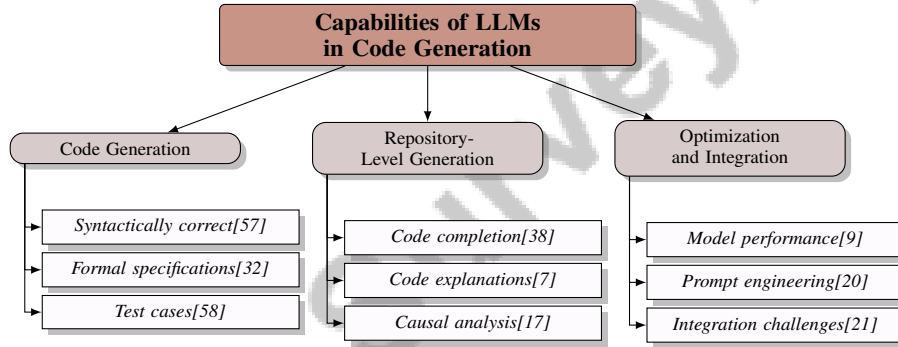 Capabilities of LLMs
in Code Generation
Code Generation
Syntactically correct[57]
Formal specifications[32]
Test cases[58]
Repository-
Level Generation
Code completion[38]
Code explanations[7]
Causal analysis[17]
Optimization
and Integration
Model performance[9]
Prompt engineering[20]
Integration challenges[21]